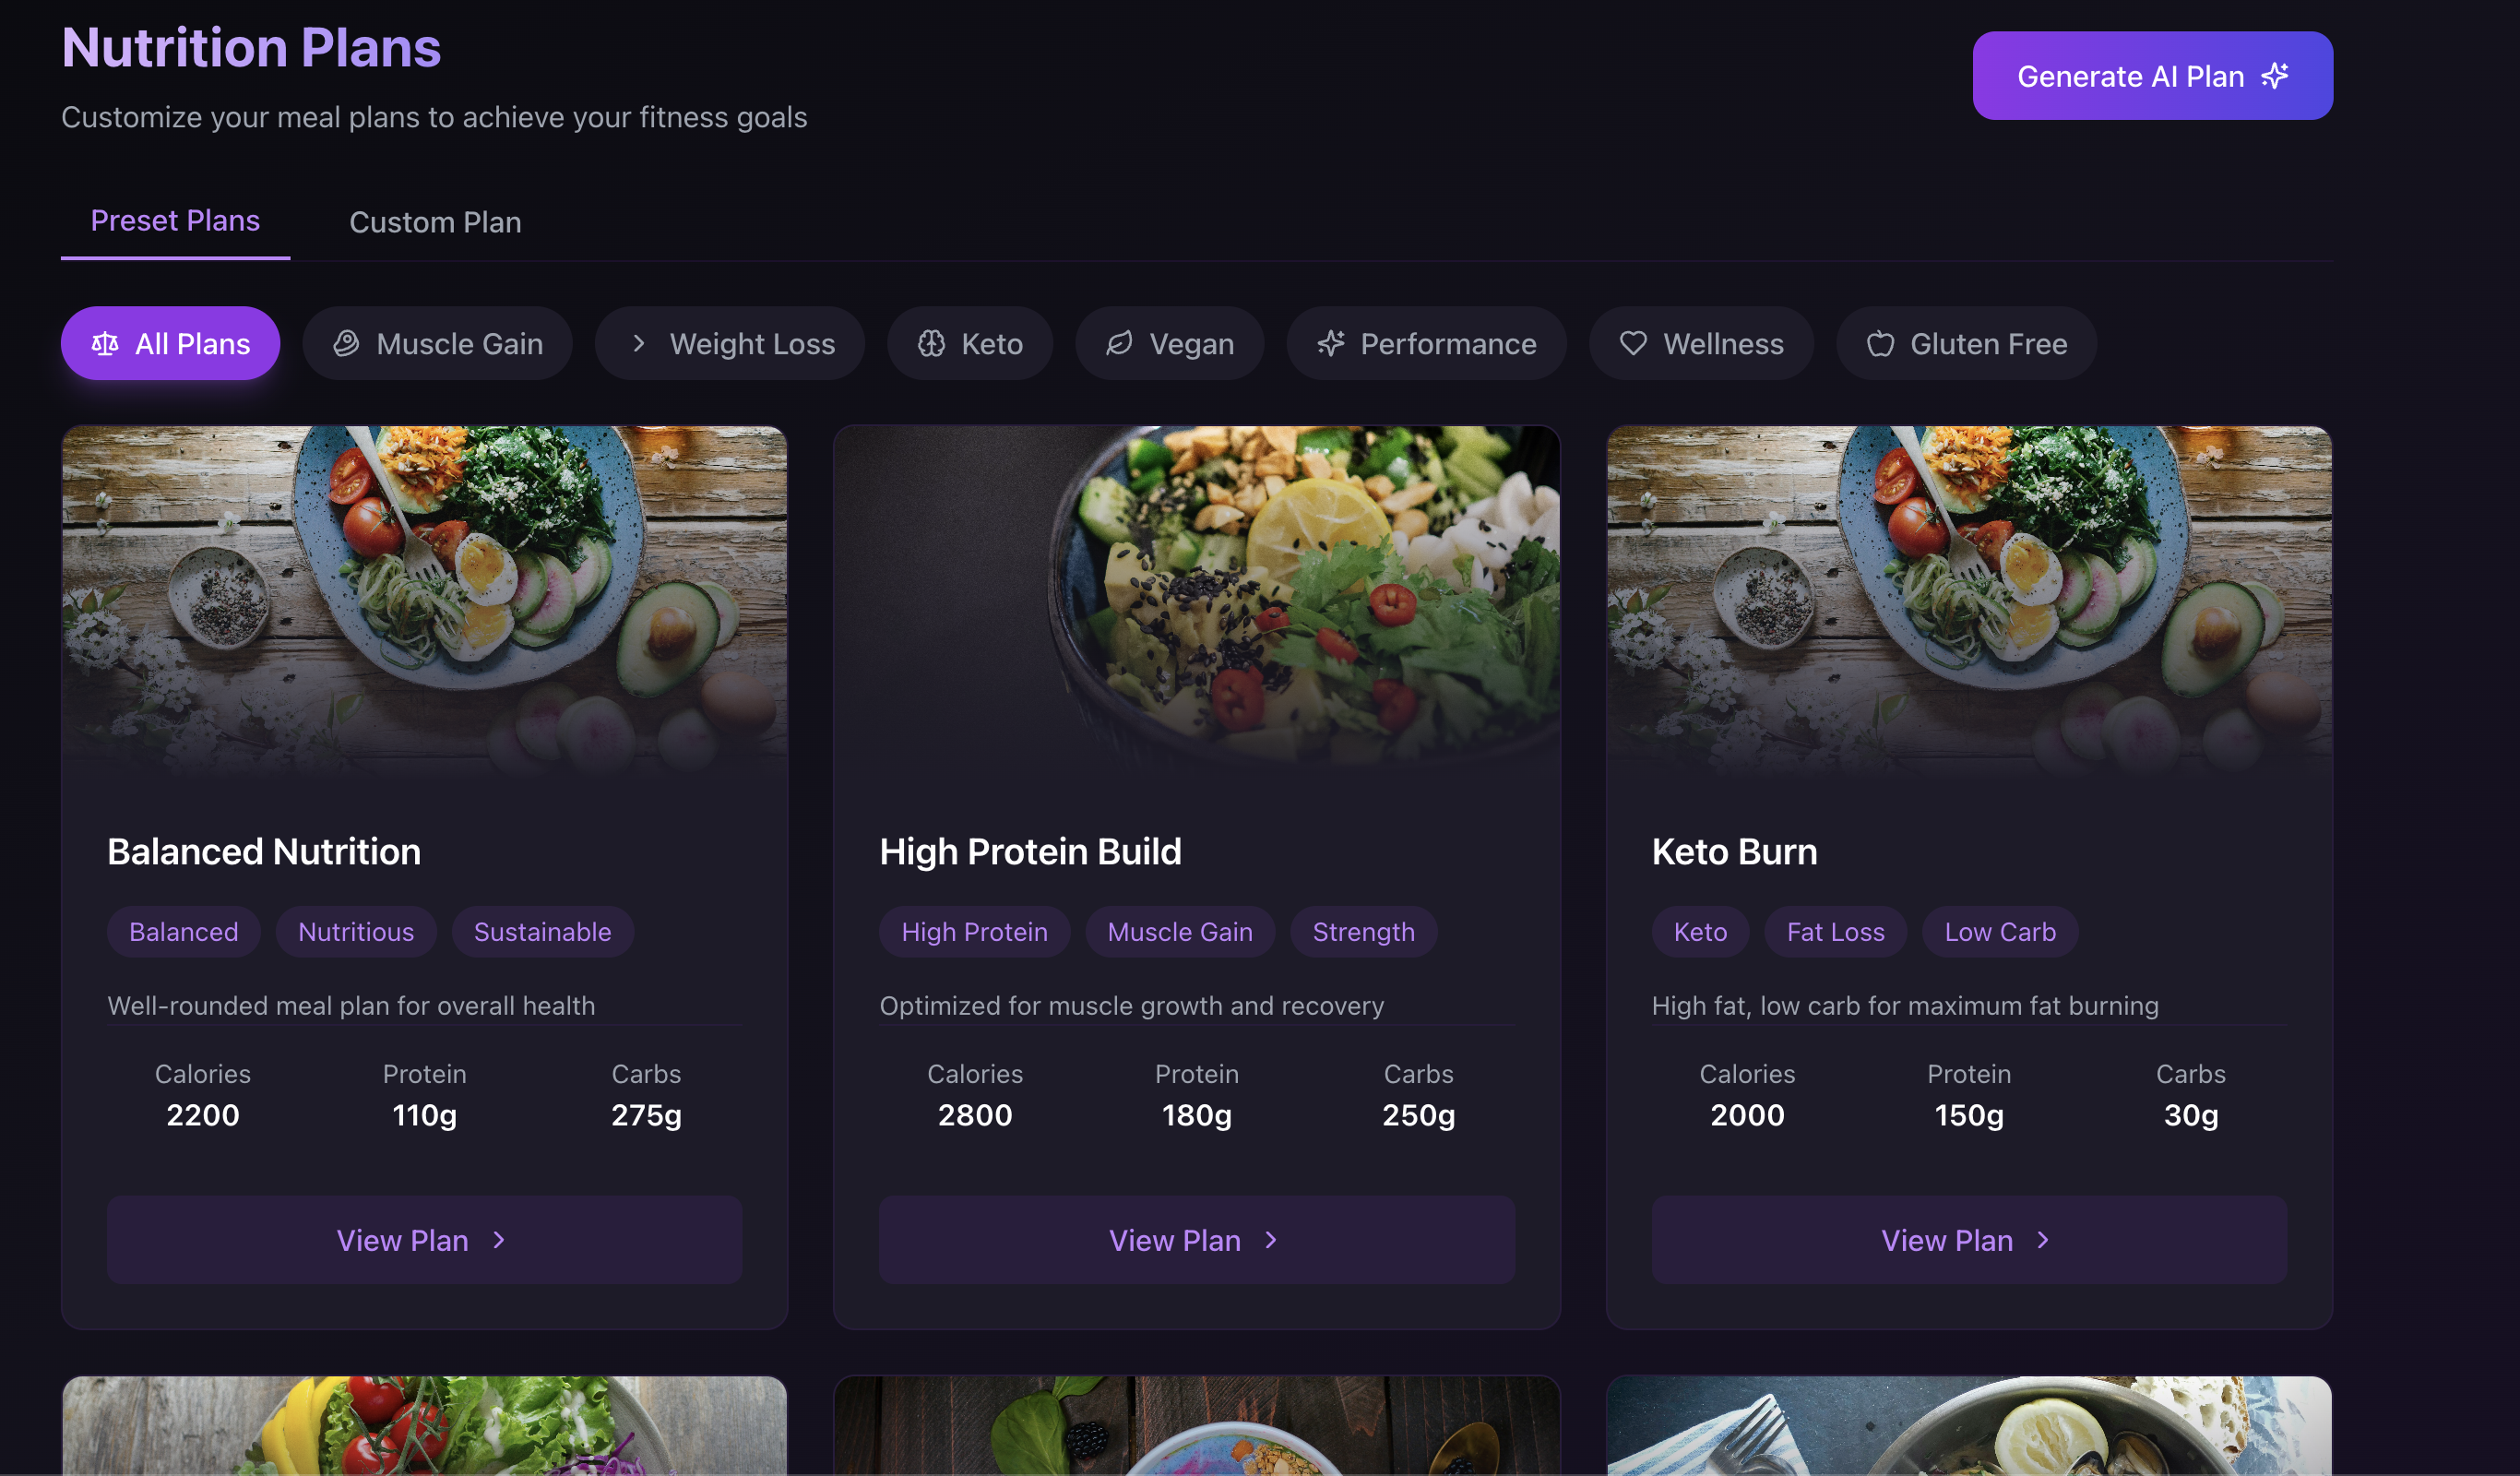 Nutrition Plans
Generate AI Plan
Customize your meal plans to achieve your fitness goals
Preset Plans
Custom Plan
All Plans
Muscle Gain
Weight Loss
Keto
Vegan
Performance
Wellness
Gluten Free
Balanced Nutrition
Balanced
Nutritious
Sustainable
Well-rounded meal plan for overall health
Calories
Protein
Carbs
2200
110g
275g
View Plan
High Protein Build
High Protein
Muscle Gain
Strength
Optimized for muscle growth and recovery
Calories
Protein
Carbs
2800
180g
250g
View Plan
Keto Burn
Keto
Fat Loss
Low Carb
High fat, low carb for maximum fat burning
Calories
Protein
Carbs
2000
150g
30g
View Plan